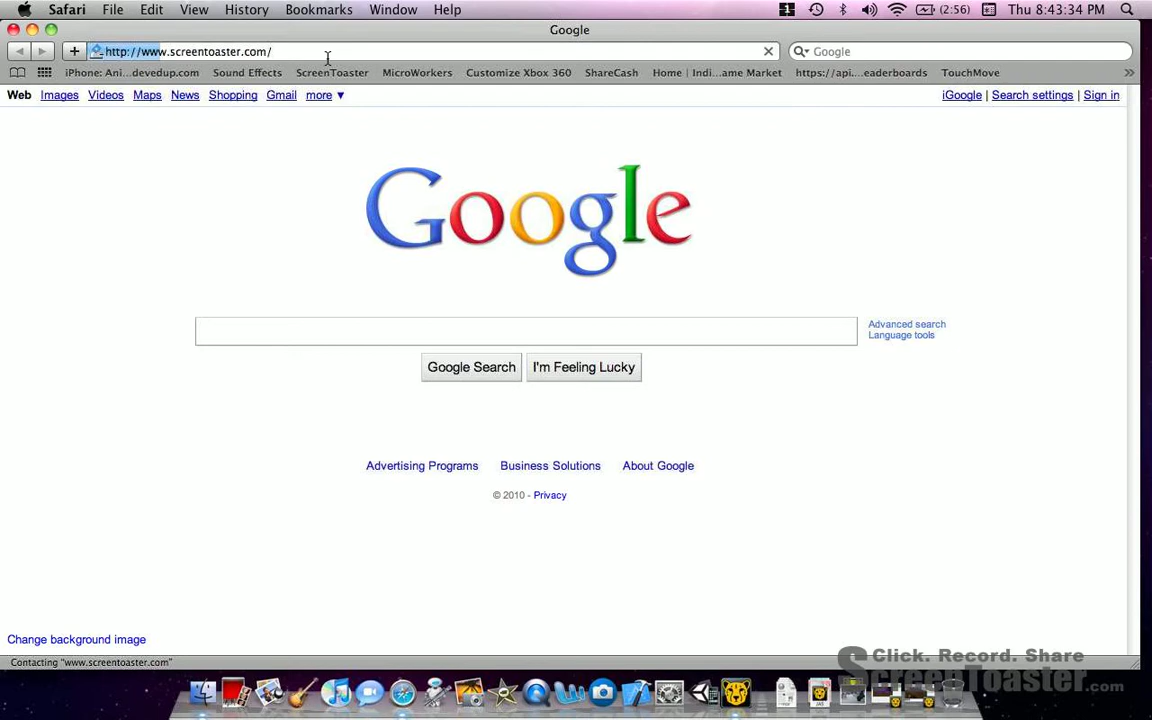 Safari File Edit View History Bookmarks Window Help 1 (2:56) Thu 8:43:34 PM
Google
http://www.screentoaster.com/ Google
iPhone: Ani...devedup.com Sound Effects ScreenToaster MicroWorkers Customize Xbox 360 ShareCash Home | Indi...ame Market https://api....eaderboards TouchMove »
Web Images Videos Maps News Shopping Gmail more ▼ iGoogle | Search settings | Sign in
Google
Advanced search
Language tools
Google Search I'm Feeling Lucky
Advertising Programs Business Solutions About Google
© 2010 - Privacy
Change background image
Contacting "www.screentoaster.com"
Click. Record. Share
ScreenToaster.com